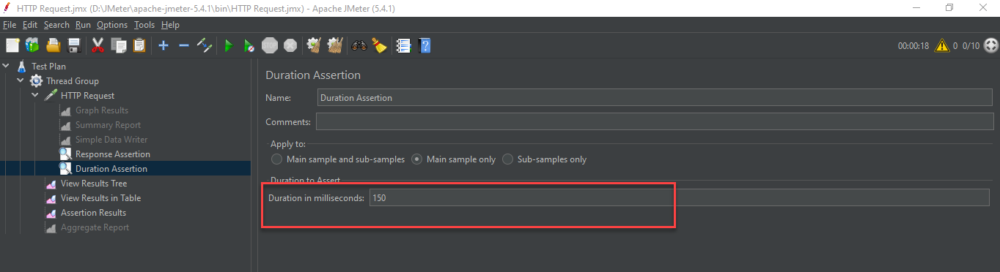 HTTP Request.jmx (D:\JMeter\apache-jmeter-5.4.1\bin\HTTP Request.jmx) - Apache JMeter (5.4.1)
File Edit Search Run Options Tools Help
STOP 00:00:18 0 0/10
Test Plan
Thread Group
HTTP Request
Graph Results
Summary Report
Simple Data Writer
Response Assertion
Duration Assertion
View Results Tree
View Results in Table
Assertion Results
Aggregate Report
Duration Assertion
Name: Duration Assertion
Comments:
Apply to:
Main sample and sub-samples Main sample only Sub-samples only
Duration to Assert
Duration in milliseconds: 150